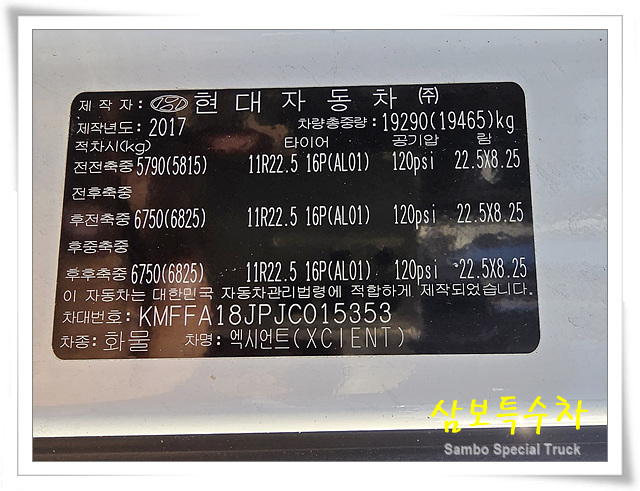 제작자: 현대자동차 ㈜
제작년도: 2017 차량총중량: 19290(19465)kg
적차시(kg) 타이어 공기압 림
전전축중 5790(5815) 11R22.5 16P(AL01) 120psi 22.5X8.25
전후축중
후전축중 6750(6825) 11R22.5 16P(AL01) 120psi 22.5X8.25
후중축중
후후축중 6750(6825) 11R22.5 16P(AL01) 120psi 22.5X8.25
이 자동차는 대한민국 자동차관리법령에 적합하게 제작되었습니다.
차대번호: KMFFA18JPJC015353
차종: 화물 차명: 엑시언트(XCIENT)
삼보특수차
Sambo Special Truck